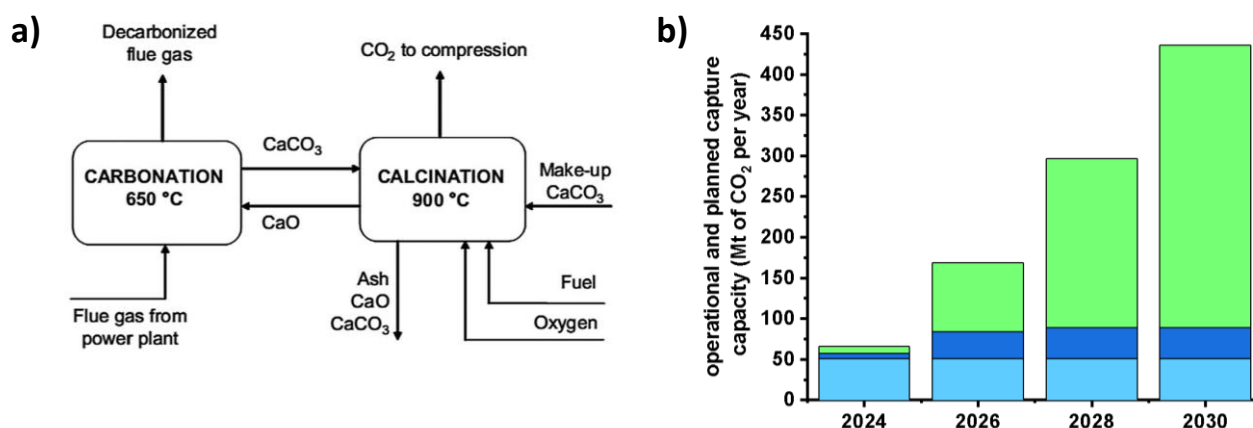 a)
Decarbonized
flue gas
CO₂ to compression
CARBONATION
650 °C
CaCO₃
CaO
CALCINATION
900 °C
Make-up
CaCO₃
Flue gas from
power plant
Ash
CaO
CaCO₃
Fuel
Oxygen
b)
operational and planned capture
capacity (Mt of CO₂ per year)
450
400
350
300
250
200
150
100
50
0
2024
2026
2028
2030